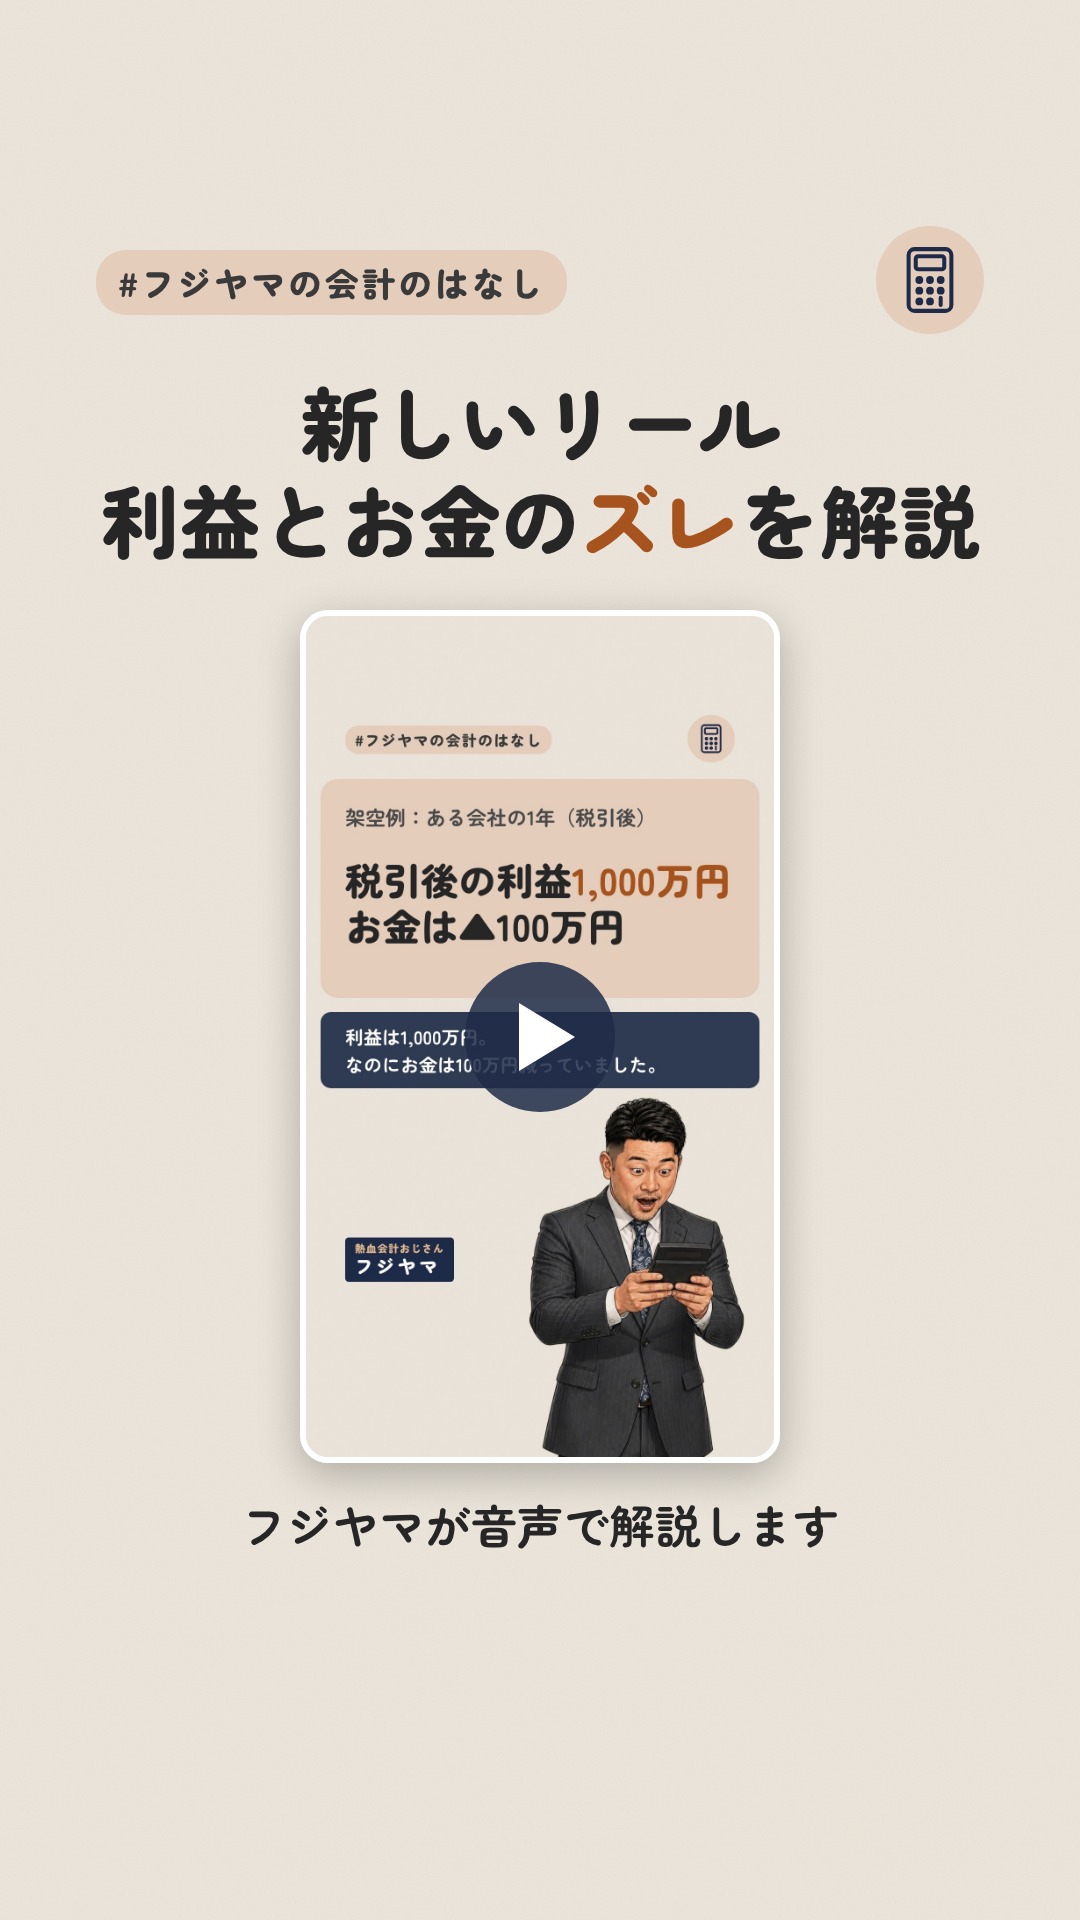 #フジヤマの会計のはなし
新しいリール
利益とお金のズレを解説
#フジヤマの会計のはなし
架空例：ある会社の1年（税引後）
税引後の利益1,000万円
お金は▲100万円
利益は1,000万円。
なのにお金は100万円減っていました。
熱血会計おじさん
フジヤマ
フジヤマが音声で解説します